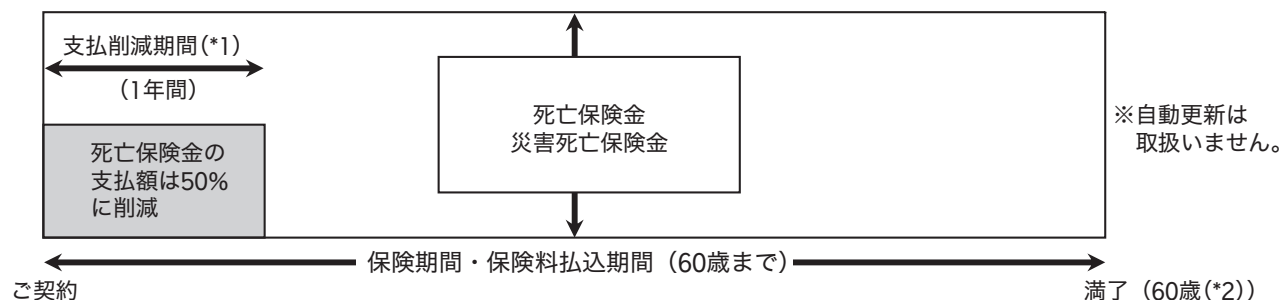 支払削減期間(*1)
(1年間)
死亡保険金の
支払額は50%
に削減
死亡保険金
災害死亡保険金
※自動更新は
取扱いません。
保険期間・保険料払込期間（60歳まで）
ご契約
満了（60歳(*2)）